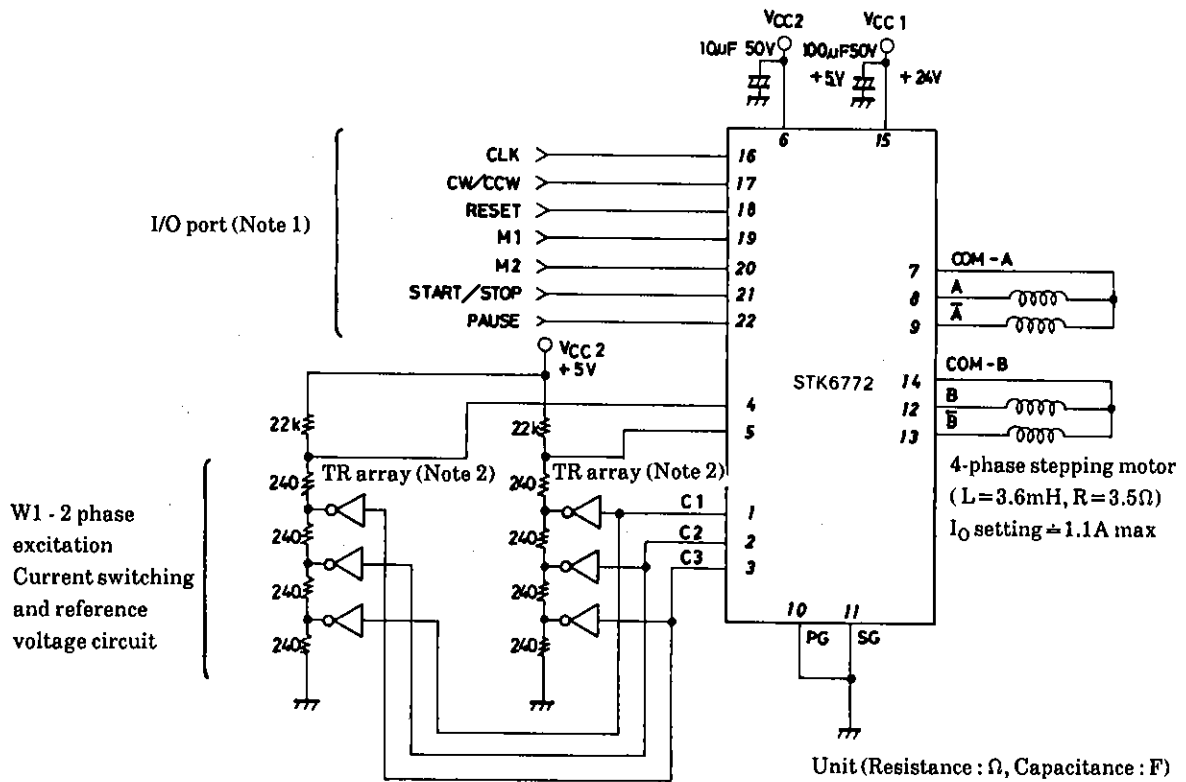 VCC2
VCC1
10µF 50V
100µF50V
+5V
+24V
6
15
CLK
16
CW/CCW
17
RESET
18
I/O port (Note 1)
M1
19
M2
20
START/STOP
21
PAUSE
22
7
COM-A
8
A
9
A̅
VCC2
+5V
STK6772
14
COM-B
12
B
13
B̅
4
5
22k
22k
TR array (Note 2)
TR array (Note 2)
240
240
4-phase stepping motor
(L=3.6mH, R=3.5Ω)
IO setting ≐ 1.1A max
C1
1
C2
2
C3
3
W1 - 2 phase
excitation
Current switching
and reference
voltage circuit
240
240
240
240
240
240
10
11
PG
SG
Unit (Resistance : Ω, Capacitance : F)